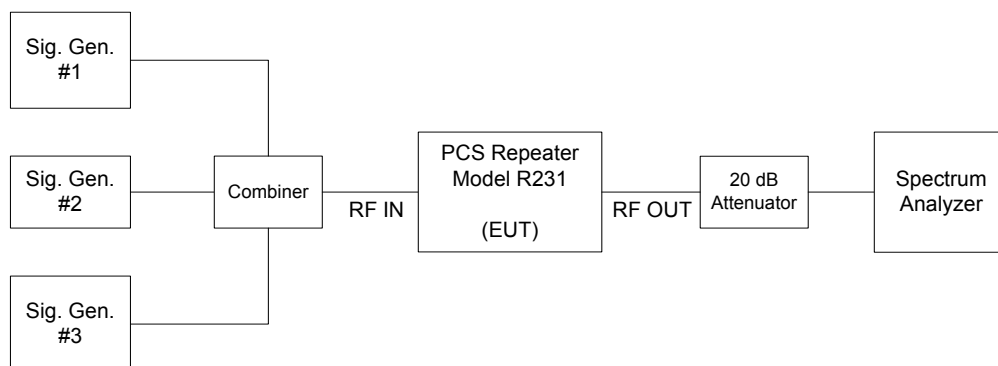 Sig. Gen.
#1
Sig. Gen.
#2
Sig. Gen.
#3
Combiner
RF IN
PCS Repeater
Model R231
(EUT)
RF OUT
20 dB
Attenuator
Spectrum
Analyzer